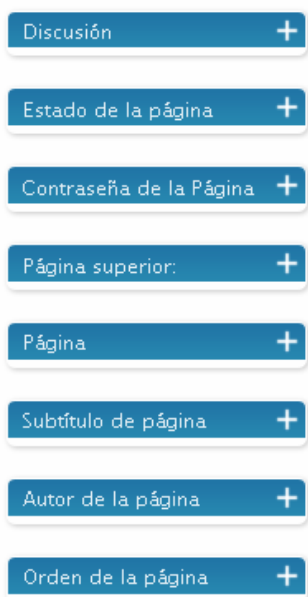 Discusión
Estado de la página
Contraseña de la Página
Página superior:
Página
Subtítulo de página
Autor de la página
Orden de la página